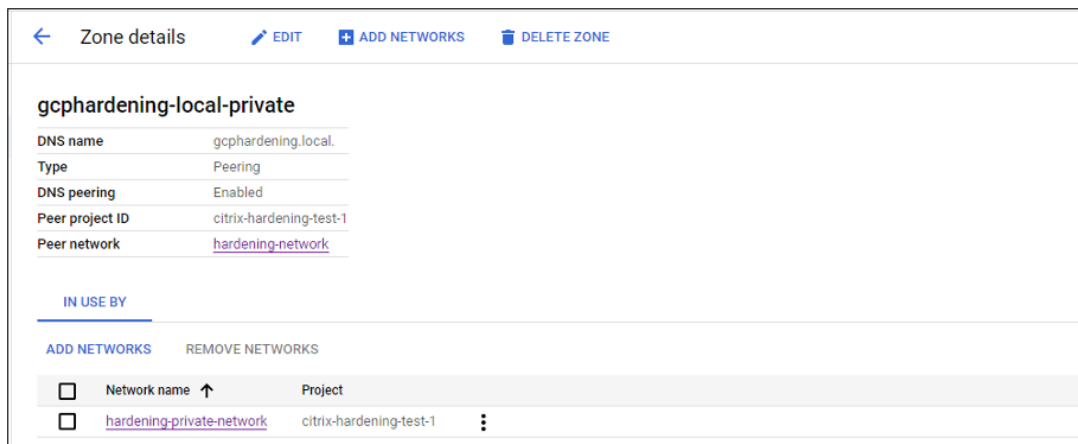 Zone details EDIT ADD NETWORKS DELETE ZONE
gcphardening-local-private
DNS name gcphardening.local.
Type Peering
DNS peering Enabled
Peer project ID citrix-hardening-test-1
Peer network hardening-network
IN USE BY
ADD NETWORKS REMOVE NETWORKS
Network name Project
hardening-private-network citrix-hardening-test-1